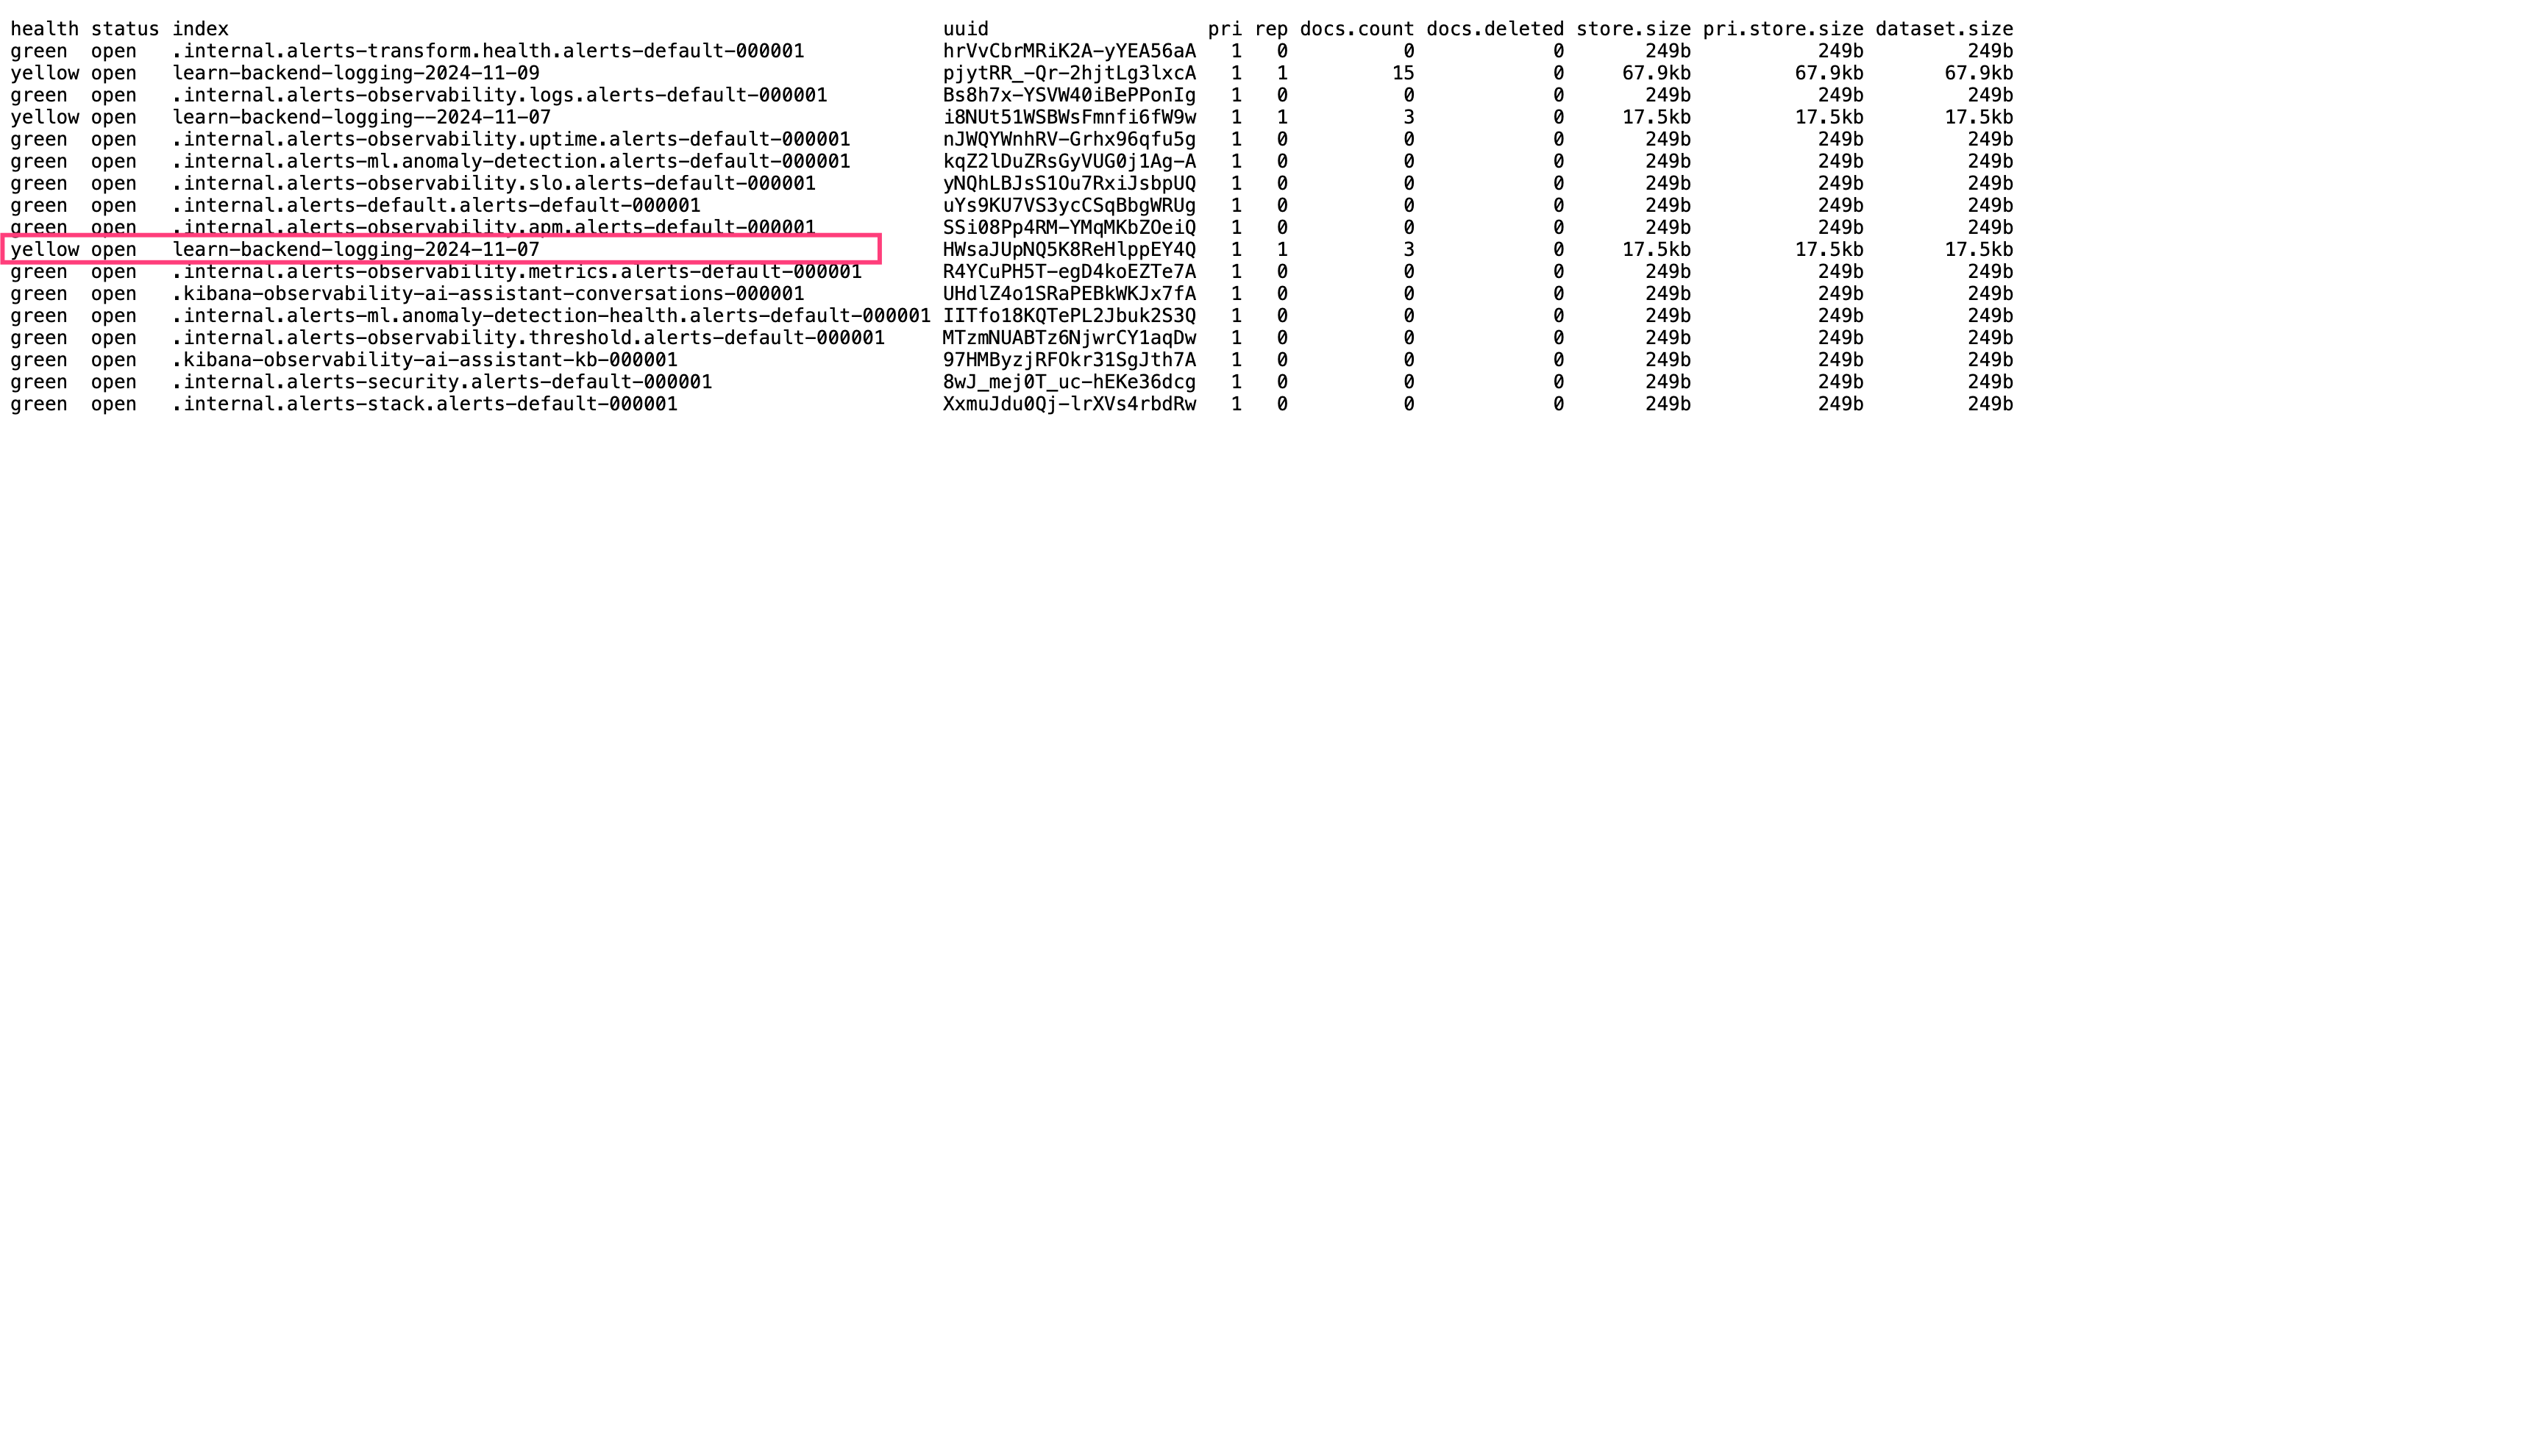 health status index uuid pri rep docs.count docs.deleted store.size pri.store.size dataset.size
green open .internal.alerts-transform.health.alerts-default-000001 hrVvCbrMRiK2A-yYEA56aA 1 0 0 0 249b 249b 249b
yellow open learn-backend-logging-2024-11-09 pjytRR_-Qr-2hjtLg3lxcA 1 1 15 0 67.9kb 67.9kb 67.9kb
green open .internal.alerts-observability.logs.alerts-default-000001 Bs8h7x-YSVW40iBePPonIg 1 0 0 0 249b 249b 249b
yellow open learn-backend-logging--2024-11-07 i8NUt51WSBWsFmnfi6fW9w 1 1 3 0 17.5kb 17.5kb 17.5kb
green open .internal.alerts-observability.uptime.alerts-default-000001 nJWQYWnhRV-Grhx96qfu5g 1 0 0 0 249b 249b 249b
green open .internal.alerts-ml.anomaly-detection.alerts-default-000001 kqZ2lDuZRsGyVUG0j1Ag-A 1 0 0 0 249b 249b 249b
green open .internal.alerts-observability.slo.alerts-default-000001 yNQhLBJsS1Ou7RxiJsbpUQ 1 0 0 0 249b 249b 249b
green open .internal.alerts-default.alerts-default-000001 uYs9KU7VS3ycCSqBbgWRUg 1 0 0 0 249b 249b 249b
green open .internal.alerts-observability.apm.alerts-default-000001 SSi08Pp4RM-YMqMKbZOeiQ 1 0 0 0 249b 249b 249b
yellow open learn-backend-logging-2024-11-07 HWsaJUpNQ5K8ReHlppEY4Q 1 1 3 0 17.5kb 17.5kb 17.5kb
green open .internal.alerts-observability.metrics.alerts-default-000001 R4YCuPH5T-egD4koEZTe7A 1 0 0 0 249b 249b 249b
green open .kibana-observability-ai-assistant-conversations-000001 UHdlZ4o1SRaPEBkWKJx7fA 1 0 0 0 249b 249b 249b
green open .internal.alerts-ml.anomaly-detection-health.alerts-default-000001 IITfo18KQTePL2Jbuk2S3Q 1 0 0 0 249b 249b 249b
green open .internal.alerts-observability.threshold.alerts-default-000001 MTzmNUABTz6NjwrCY1aqDw 1 0 0 0 249b 249b 249b
green open .kibana-observability-ai-assistant-kb-000001 97HMByzjRFOkr31SgJth7A 1 0 0 0 249b 249b 249b
green open .internal.alerts-security.alerts-default-000001 8wJ_mej0T_uc-hEKe36dcg 1 0 0 0 249b 249b 249b
green open .internal.alerts-stack.alerts-default-000001 XxmuJdu0Qj-lrXVs4rbdRw 1 0 0 0 249b 249b 249b